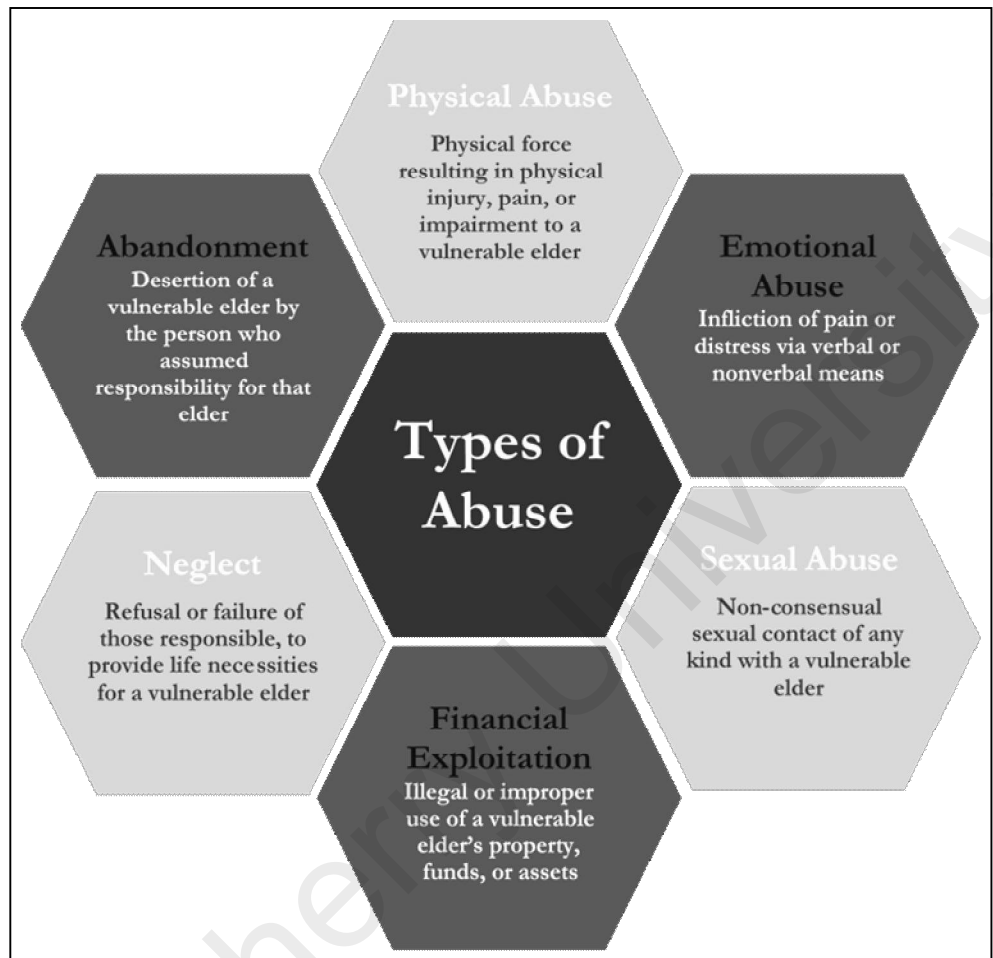 Physical Abuse
Physical force
resulting in physical
injury, pain, or
impairment to a
vulnerable elder
Abandonment
Desertion of a
vulnerable elder by
the person who
assumed
responsibility for that
elder
Emotional
Abuse
Infliction of pain or
distress via verbal or
nonverbal means
Types of
Abuse
Neglect
Refusal or failure of
those responsible, to
provide life necessities
for a vulnerable elder
Sexual Abuse
Non-consensual
sexual contact of any
kind with a vulnerable
elder
Financial
Exploitation
Illegal or improper
use of a vulnerable
elder's property,
funds, or assets
University